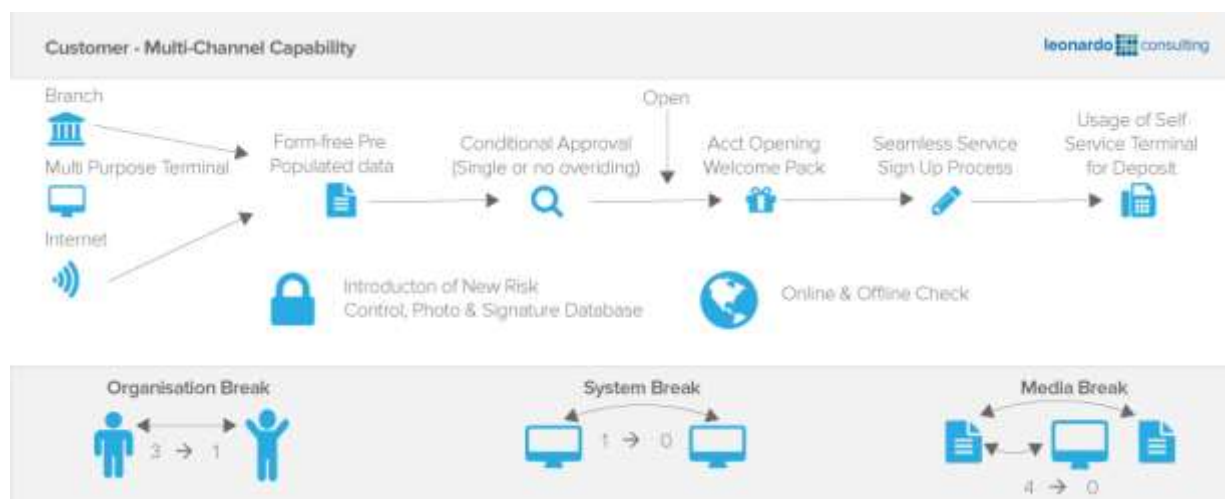 Customer - Multi-Channel Capability
leonardo consulting
Branch
Multi Purpose Terminal
Internet
Form-free Pre
Populated data
Conditional Approval
(Single or no overiding)
Open
Acct Opening
Welcome Pack
Seamless Service
Sign Up Process
Usage of Self
Service Terminal
for Deposit
Introducton of New Risk
Control, Photo & Signature Database
Online & Offline Check
Organisation Break
3 → 1
System Break
1 → 0
Media Break
4 → 0